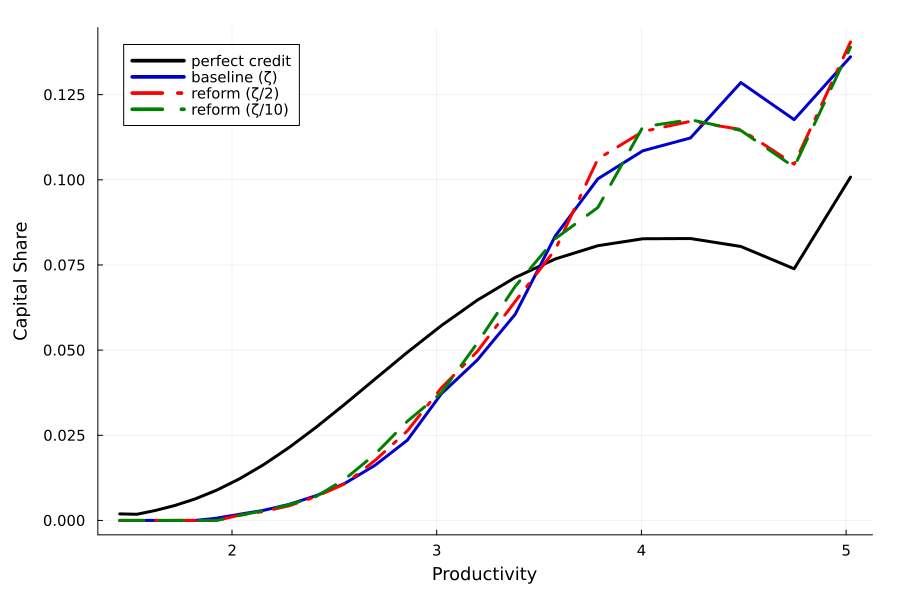 perfect credit
baseline (ζ)
reform (ζ/2)
reform (ζ/10)
0.125
0.100
0.075
0.050
0.025
0.000
Capital Share
2 3 4 5
Productivity